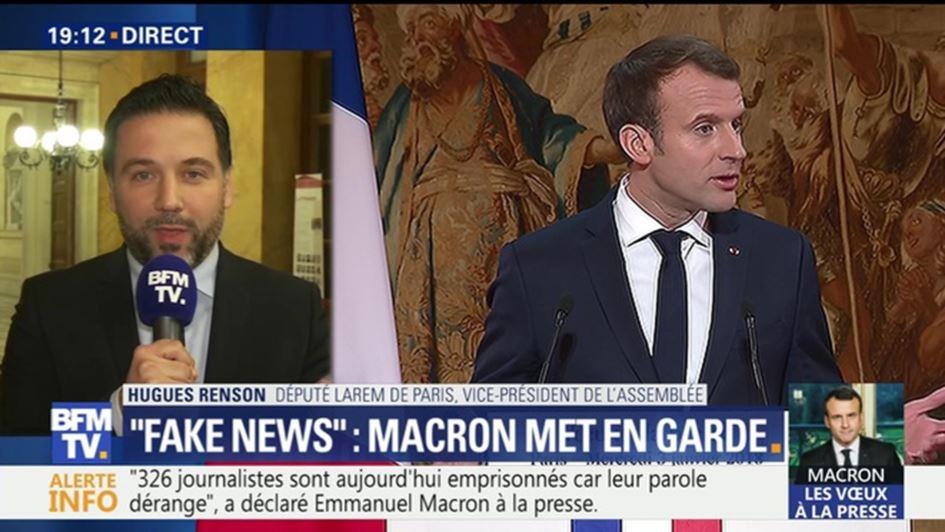 19:12 DIRECT
BFM
TV.
HUGUES RENSON DÉPUTÉ LAREM DE PARIS, VICE-PRÉSIDENT DE L'ASSEMBLÉE
BFM
TV.
"FAKE NEWS" : MACRON MET EN GARDE
MACRON
LES VŒUX
À LA PRESSE
ALERTE
INFO
"326 journalistes sont aujourd'hui emprisonnés car leur parole
dérange", a déclaré Emmanuel Macron à la presse.